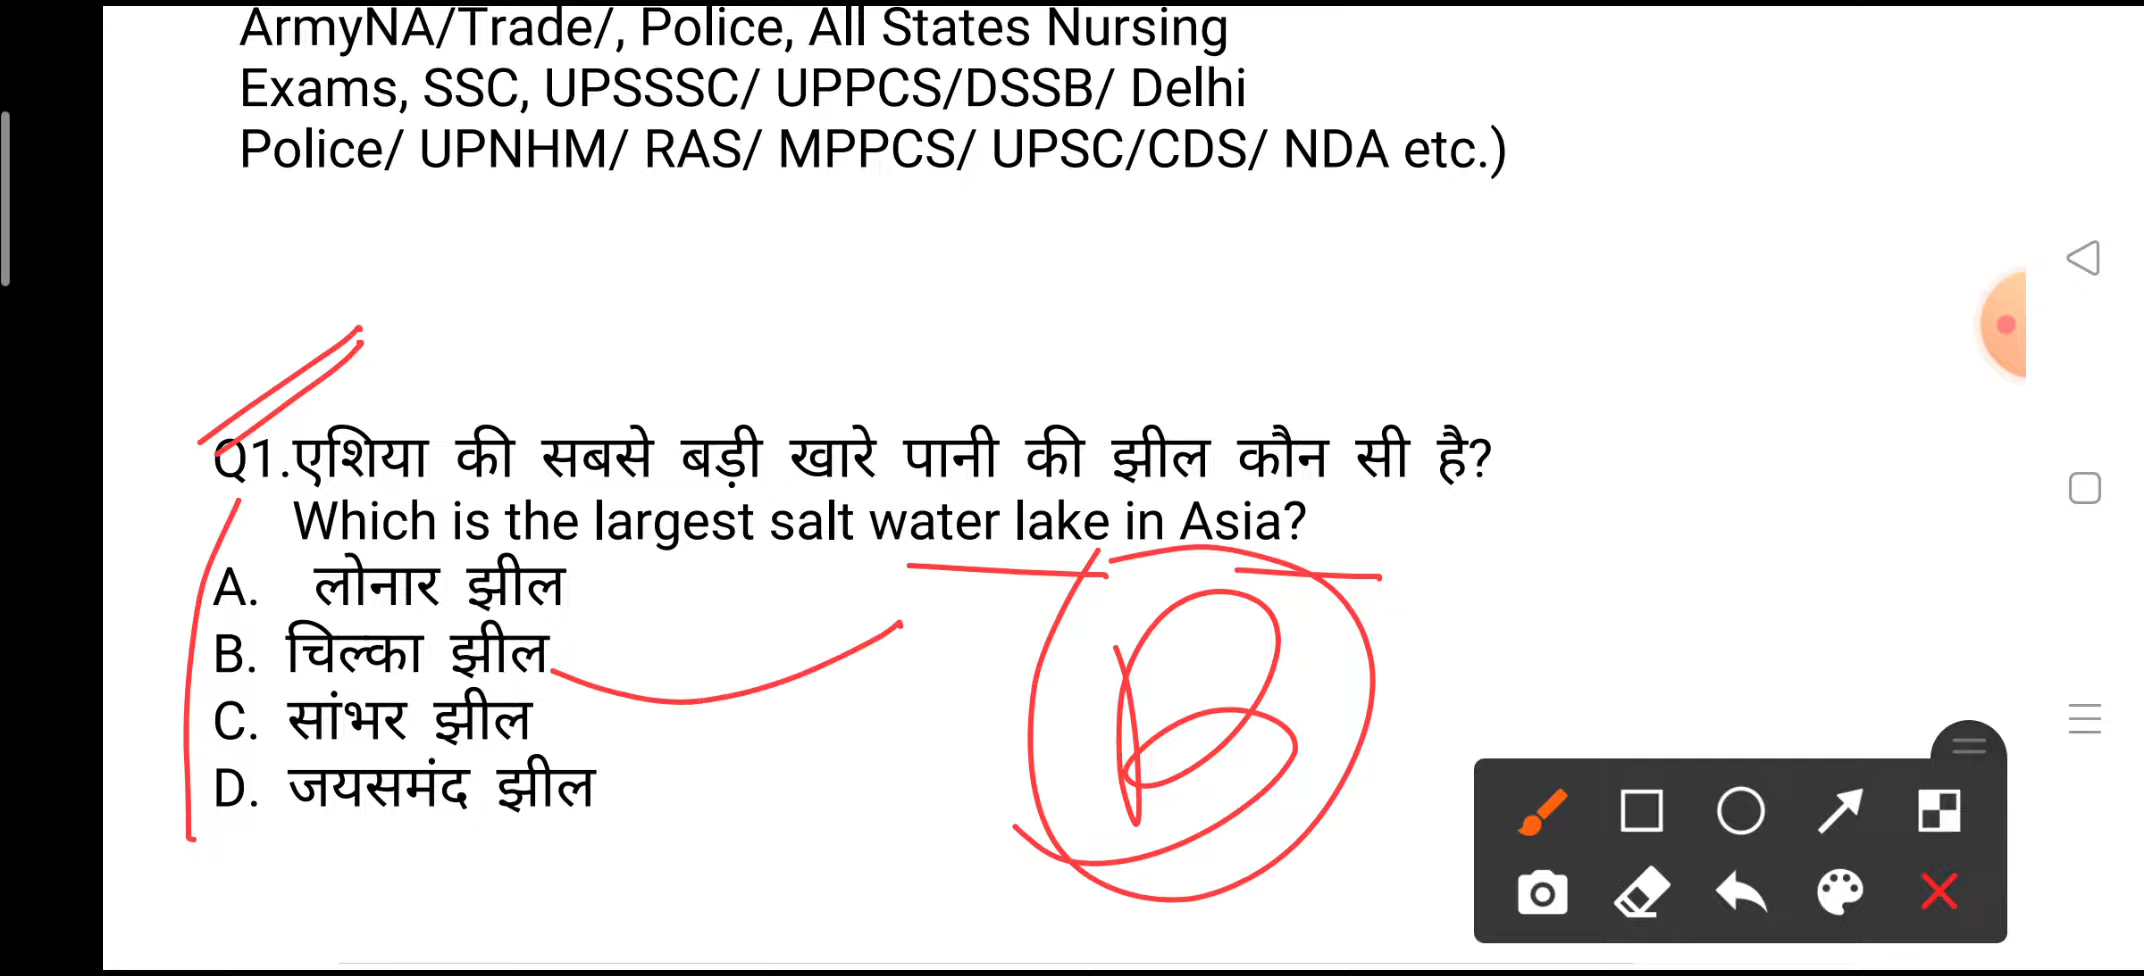 ArmyNA/Trade/, Police, All States Nursing
Exams, SSC, UPSSSC/ UPPCS/DSSB/ Delhi
Police/ UPNHM/ RAS/ MPPCS/ UPSC/CDS/ NDA etc.)
Q1.एशिया की सबसे बड़ी खारे पानी की झील कौन सी है?
Which is the largest salt water lake in Asia?
A. लोनार झील
B. चिल्का झील
C. सांभर झील
D. जयसमंद झील
B